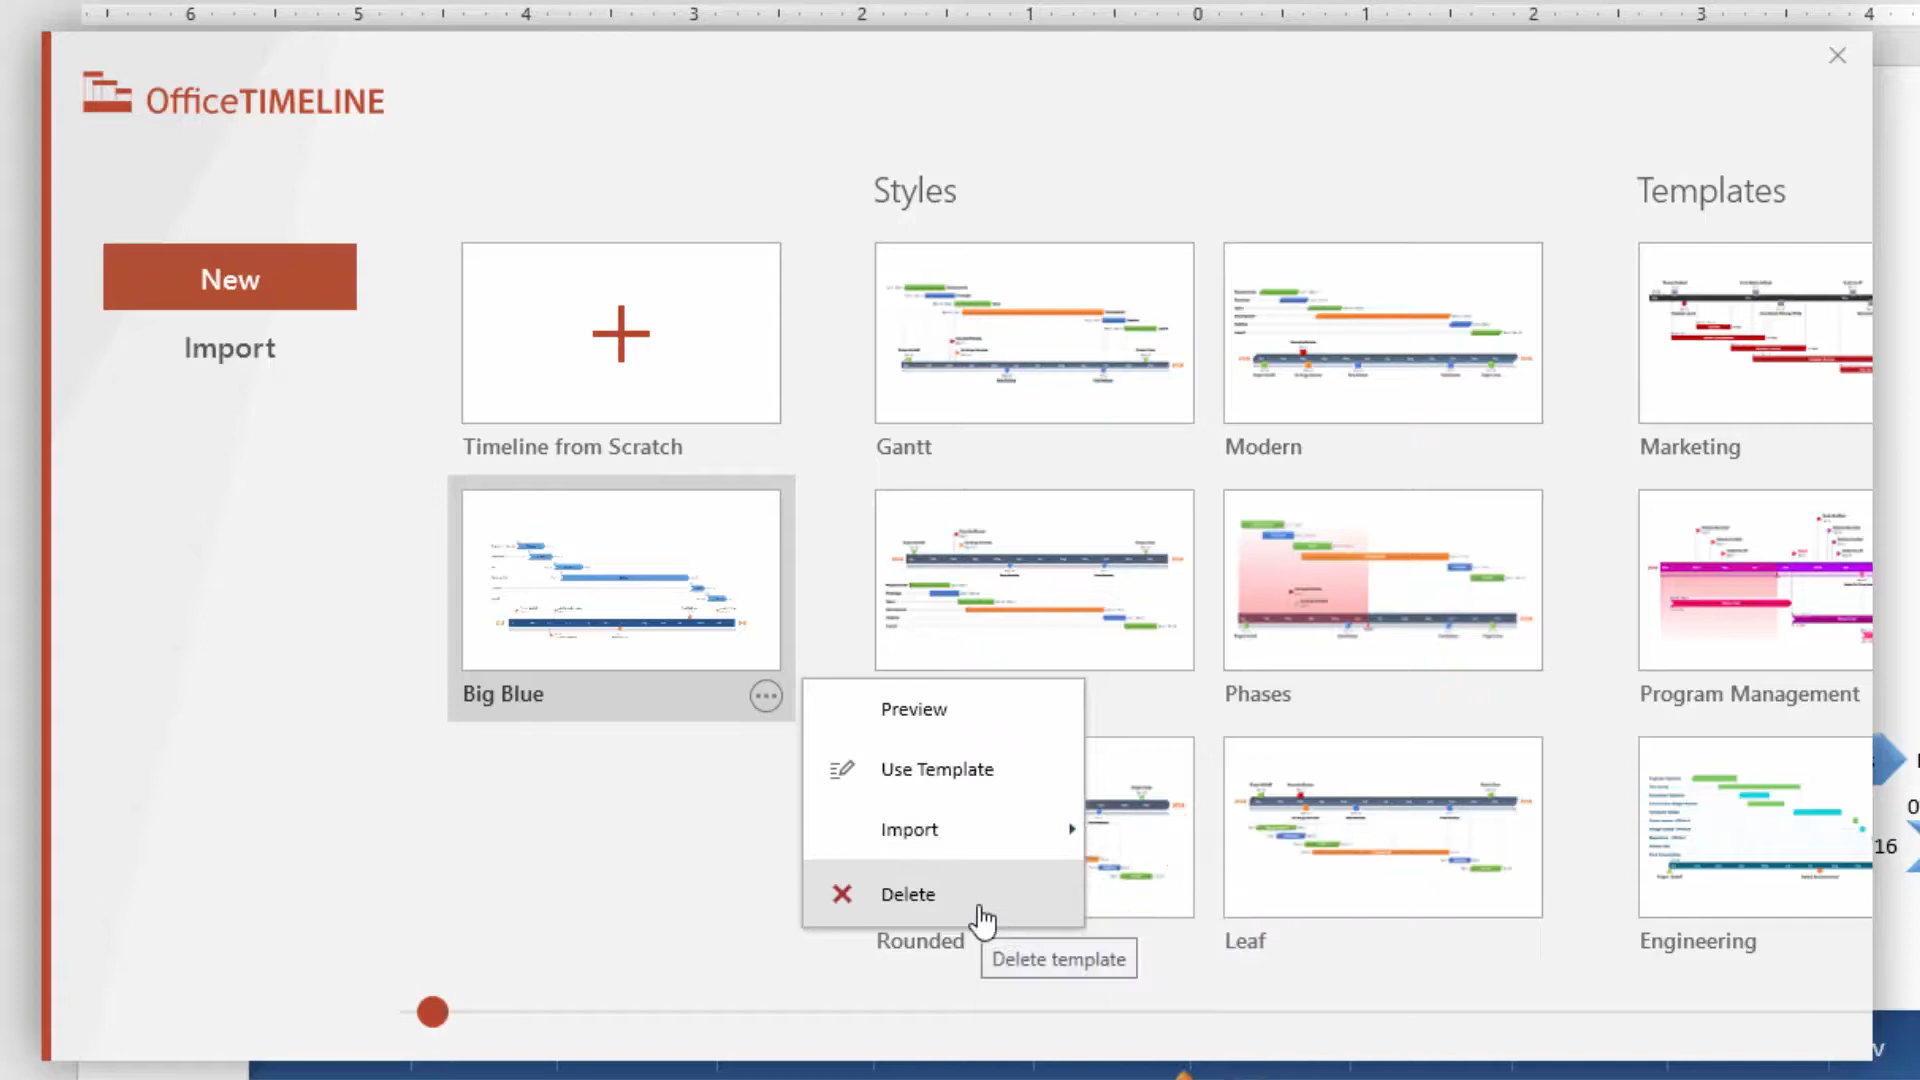 6 5 4 3 2 1 0 1 2 3 4
OfficeTIMELINE
Styles
Templates
New
Import
Timeline from Scratch
Gantt
Modern
Marketing
Big Blue
Phases
Program Management
Preview
Use Template
Import
Delete
Delete template
Rounded
Leaf
Engineering
16